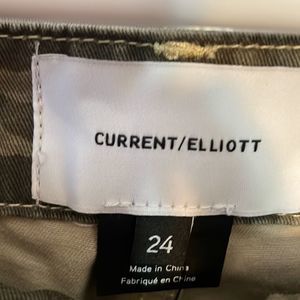 CURRENT/ELLIOTT
24
Made in China
Fabriqué en Chine